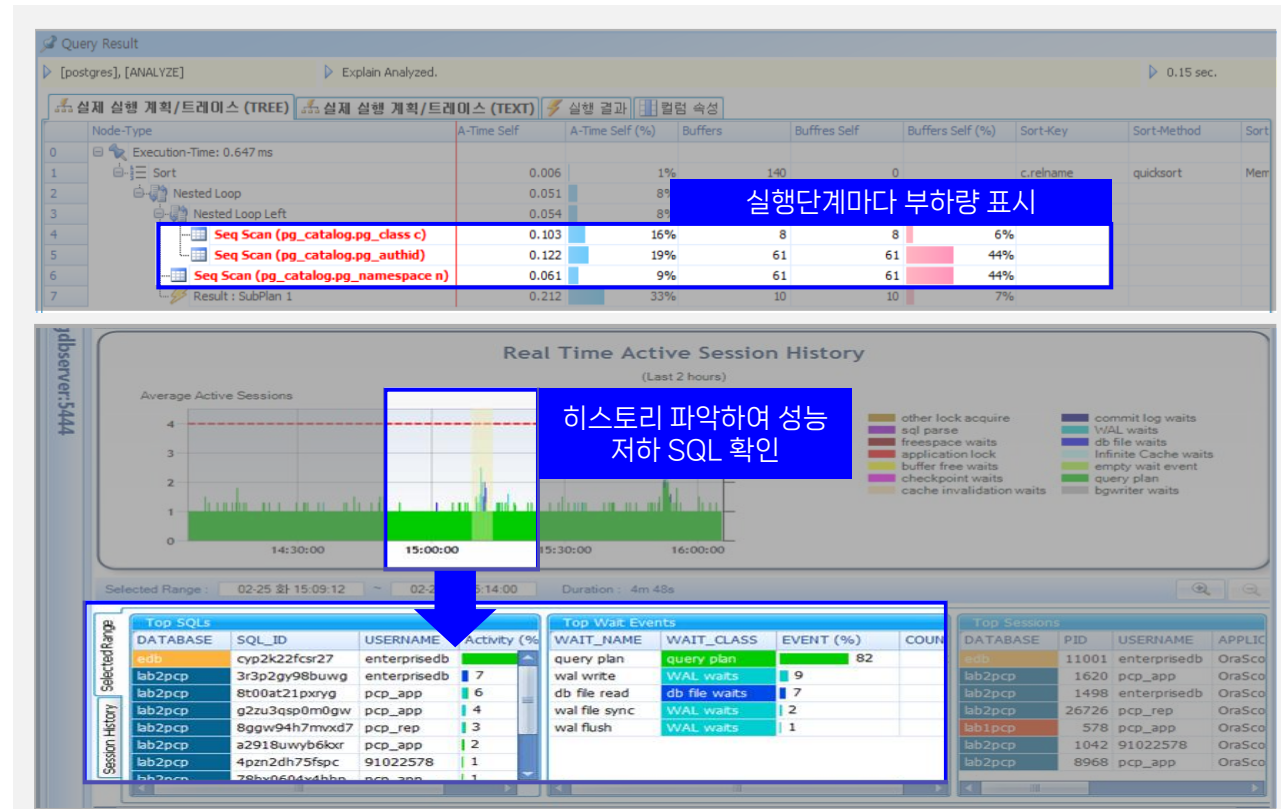 Query Result
[postgres], [ANALYZE] Explain Analyzed. 0.15 sec.
실제 실행 계획/트레이스 (TREE) 실제 실행 계획/트레이스 (TEXT) 실행 결과 컬럼 속성
Node-Type A-Time Self A-Time Self (%) Buffers Buffres Self Buffers Self (%) Sort-Key Sort-Method Sort
0 Execution-Time: 0.647 ms
1 Sort 0.006 1% 140 0 c.relname quicksort Mem
2 Nested Loop 0.051 8%
3 Nested Loop Left 0.054 8%
실행단계마다 부하량 표시
4 Seq Scan (pg_catalog.pg_class c) 0.103 16% 8 8 6%
5 Seq Scan (pg_catalog.pg_authid) 0.122 19% 61 61 44%
6 Seq Scan (pg_catalog.pg_namespace n) 0.061 9% 61 61 44%
7 Result : SubPlan 1 0.212 33% 10 10 7%
gdbserver:5444
Real Time Active Session History
(Last 2 hours)
Average Active Sessions
4
3
2
1
0
14:30:00 15:00:00 15:30:00 16:00:00
히스토리 파악하여 성능
저하 SQL 확인
other lock acquire commit log waits
sql parse WAL waits
freespace waits db file waits
application lock Infinite Cache waits
buffer free waits empty wait event
checkpoint waits query plan
cache invalidation waits bgwriter waits
Selected Range : 02-25 화 15:09:12 ~ 02-2 5:14:00 Duration : 4m 48s
Selected Range
Session History
Top SQLs Top Wait Events Top Sessions
DATABASE SQL_ID USERNAME Activity (% WAIT_NAME WAIT_CLASS EVENT (%) COUN DATABASE PID USERNAME APPLIC
edb cyp2k22fcsr27 enterprisedb query plan query plan 82 edb 11001 enterprisedb OraSco
lab2pcp 3r3p2gy98buwg enterprisedb 7 wal write WAL waits 9 lab2pcp 1620 pcp_app OraSco
lab2pcp 8t00at21pxryg pcp_app 6 db file read db file waits 7 lab2pcp 1498 enterprisedb OraSco
lab2pcp g2zu3qsp0m0gw pcp_app 4 wal file sync WAL waits 2 lab2pcp 26726 pcp_rep OraSco
lab2pcp 8ggw94h7mvxd7 pcp_rep 3 wal flush WAL waits 1 lab1pcp 578 pcp_app OraSco
lab2pcp a2918uwyb6kxr pcp_app 2 lab2pcp 1042 91022578 OraSco
lab2pcp 4pzn2dh75fspc 91022578 1 lab2pcp 8968 pcp_app OraSco